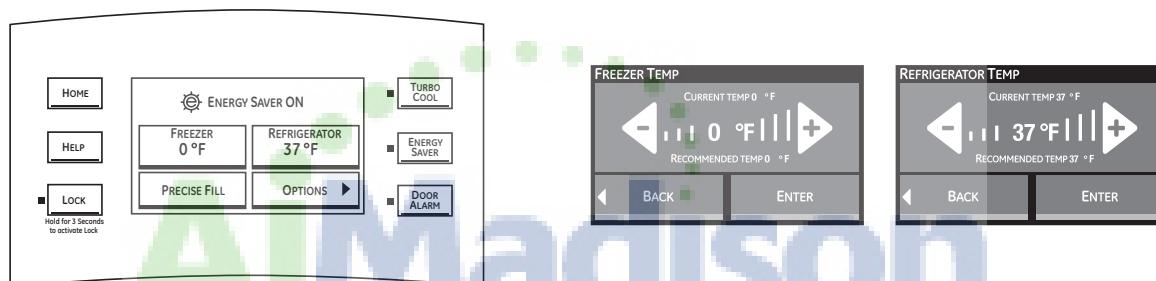 HOME
HELP
LOCK
Hold for 3 Seconds
to activate Lock
ENERGY SAVER ON
FREEZER
0 °F
REFRIGERATOR
37 °F
PRECISE FILL
OPTIONS
TURBO
COOL
ENERGY
SAVER
DOOR
ALARM
FREEZER TEMP
CURRENT TEMP 0 °F
- 0 °F +
RECOMMENDED TEMP 0 °F
BACK
ENTER
REFRIGERATOR TEMP
CURRENT TEMP 37 °F
- 37 °F +
RECOMMENDED TEMP 37 °F
BACK
ENTER
AjMadison